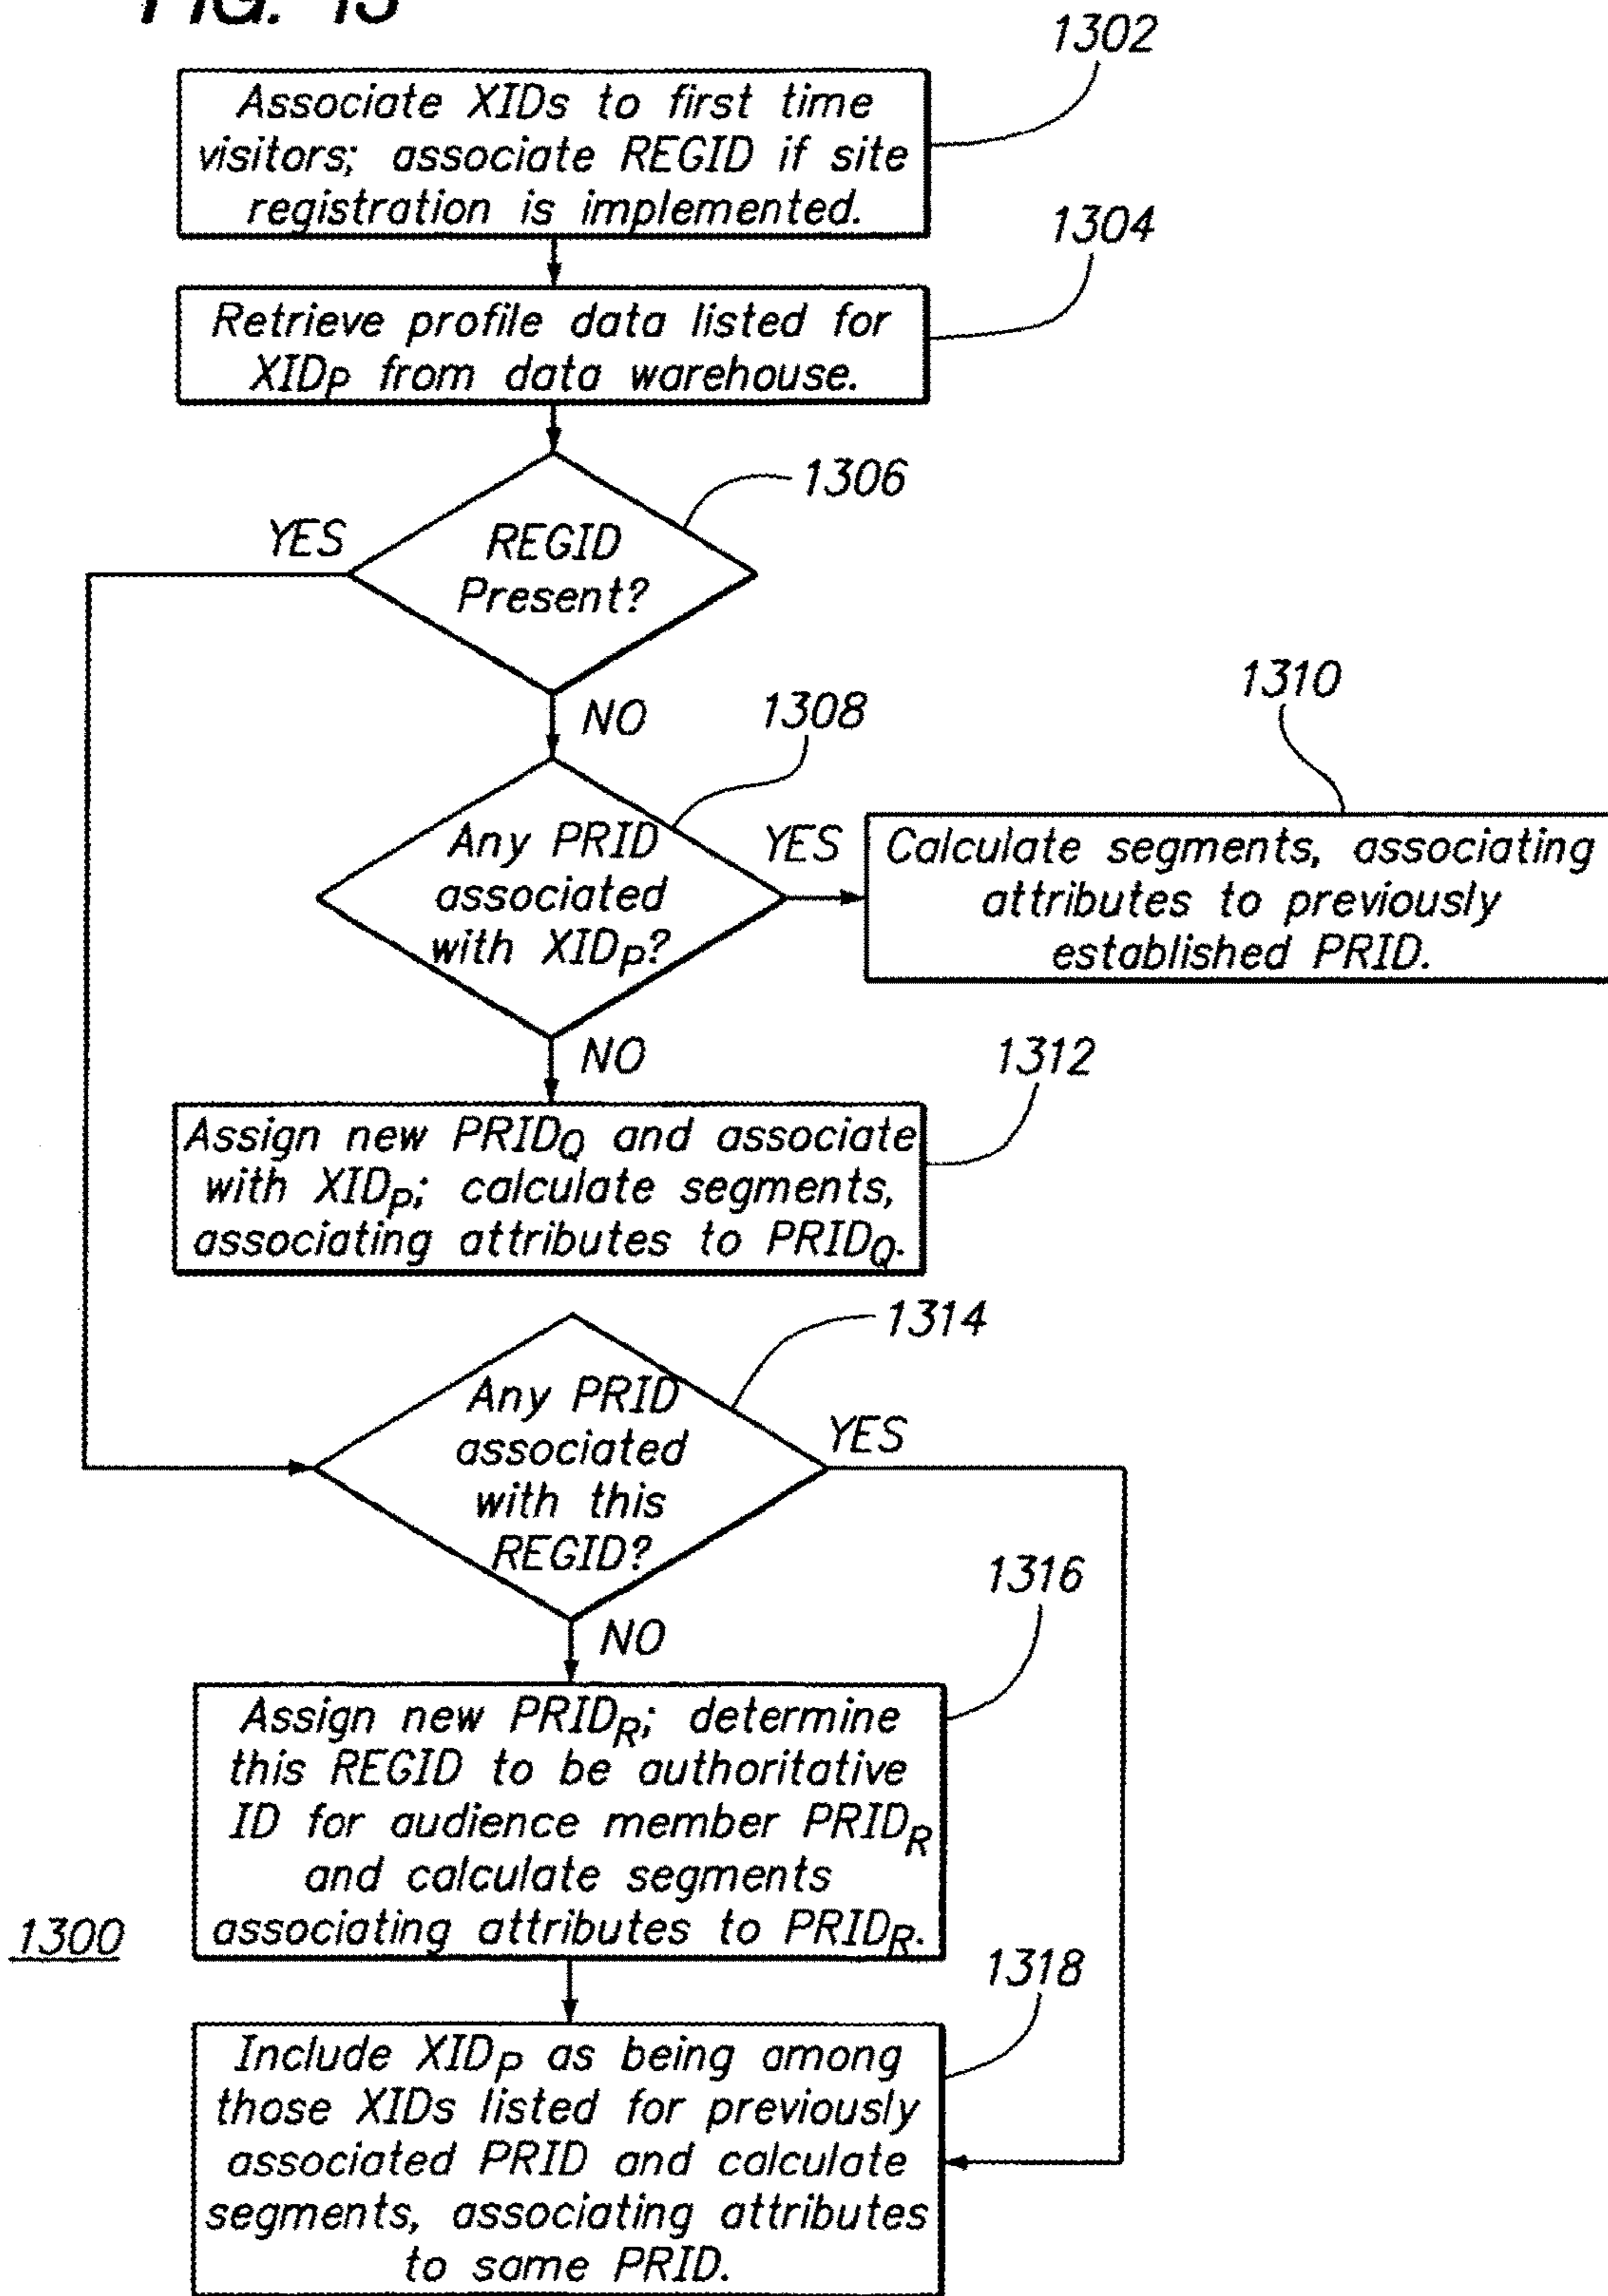 FIG. 13
1302
Associate XIDs to first time
visitors; associate REGID if site
registration is implemented.
1304
Retrieve profile data listed for
XIDP from data warehouse.
1306
YES
REGID
Present?
NO
1308
1310
Any PRID
associated
with XIDP?
YES
Calculate segments, associating
attributes to previously
established PRID.
NO
1312
Assign new PRIDQ and associate
with XIDP; calculate segments,
associating attributes to PRIDQ.
1314
Any PRID
associated
with this
REGID?
YES
NO
1316
Assign new PRIDR; determine
this REGID to be authoritative
ID for audience member PRIDR
and calculate segments
associating attributes to PRIDR.
1300
1318
Include XIDP as being among
those XIDs listed for previously
associated PRID and calculate
segments, associating attributes
to same PRID.